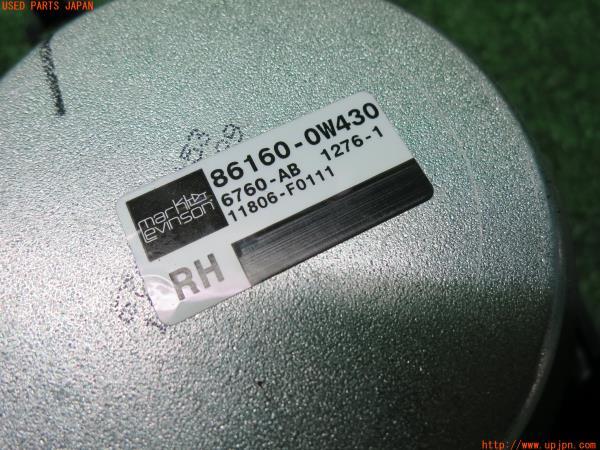 USED PARTS JAPAN
86160-0W430
6760-AB 1276-1
11806-F0111
mark
levinson
RH
http://www.upjpn.com